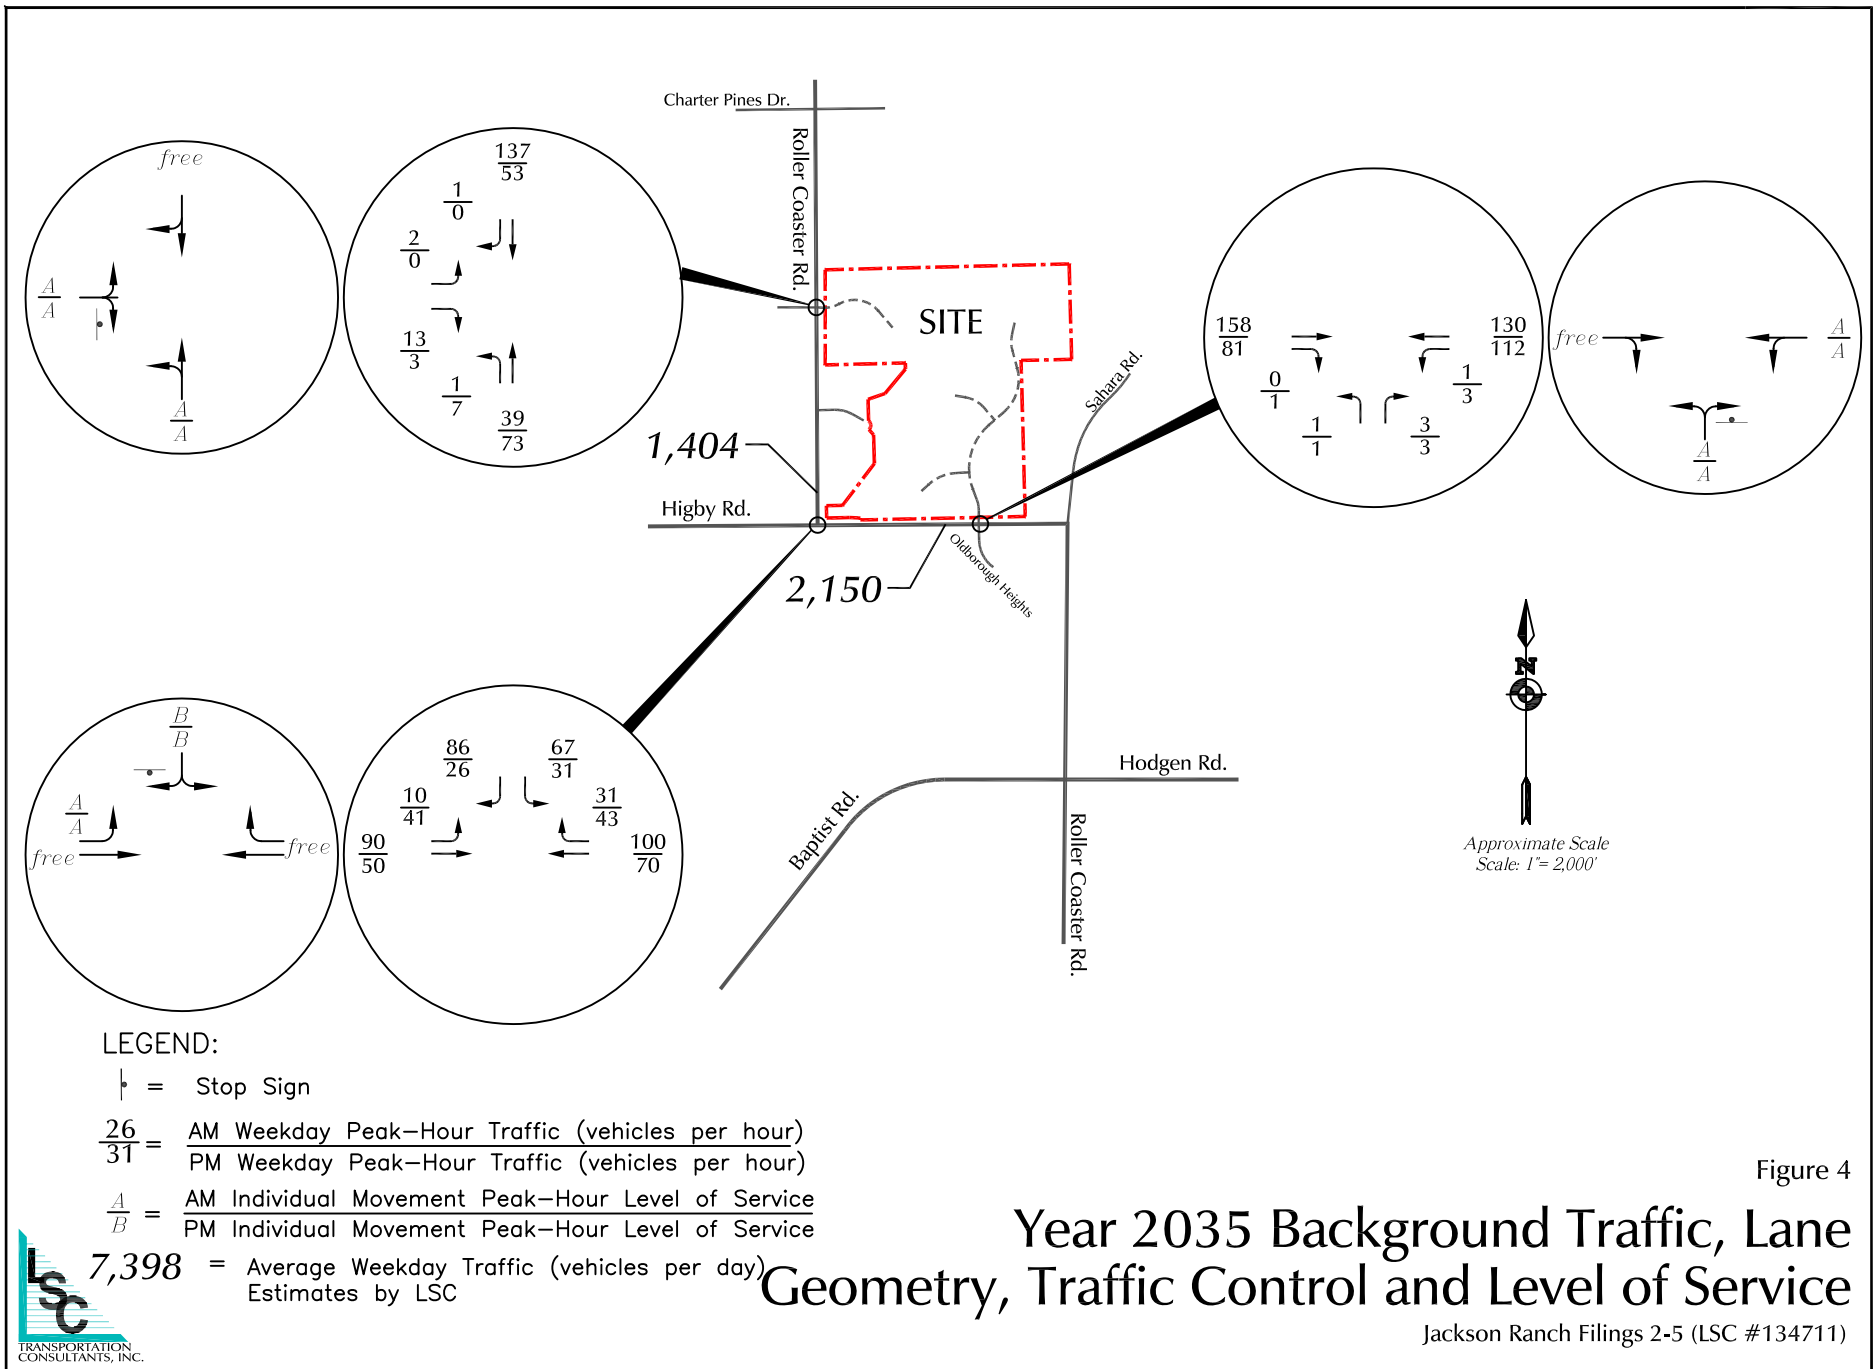 Charter Pines Dr.
Roller Coaster Rd.
free
A
A
A
A
137
53
1
0
2
0
13
3
1
7
39
73
SITE
Sahara Rd.
1,404
Higby Rd.
2,150
Oldborough Heights
158
81
0
1
1
1
3
3
1
3
130
112
free
A
A
A
A
B
B
A
A
free
free
86
26
67
31
10
41
31
43
90
50
100
70
Hodgen Rd.
Baptist Rd.
Roller Coaster Rd.
N
Approximate Scale
Scale: 1"= 2,000'
LEGEND:
= Stop Sign
26
31
= AM Weekday Peak-Hour Traffic (vehicles per hour)
PM Weekday Peak-Hour Traffic (vehicles per hour)
A
B
= AM Individual Movement Peak-Hour Level of Service
PM Individual Movement Peak-Hour Level of Service
7,398 = Average Weekday Traffic (vehicles per day)
Estimates by LSC
LSC
TRANSPORTATION
CONSULTANTS, INC.
Figure 4
Year 2035 Background Traffic, Lane
Geometry, Traffic Control and Level of Service
Jackson Ranch Filings 2-5 (LSC #134711)